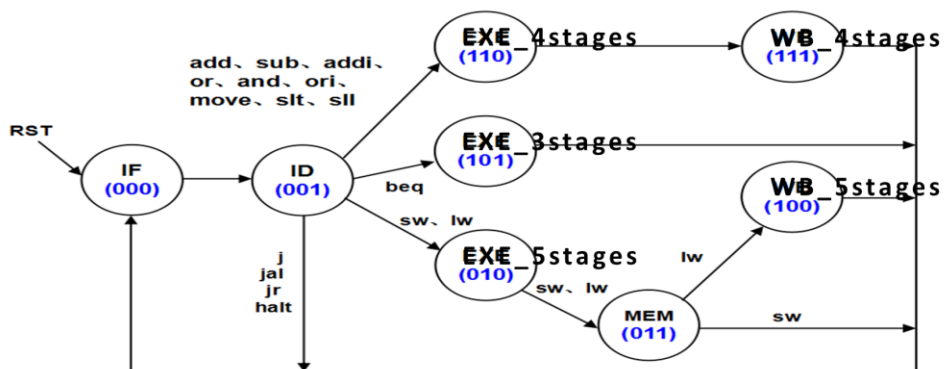 EXE_4stages
(110)
WB_4stages
(111)
add、sub、addi、
or、and、ori、
move、slt、sll
RST
IF
(000)
ID
(001)
EXE_3stages
(101)
beq
WB_5stages
(100)
sw、lw
EXE_5stages
(010)
lw
j
jal
jr
halt
sw、lw
MEM
(011)
sw